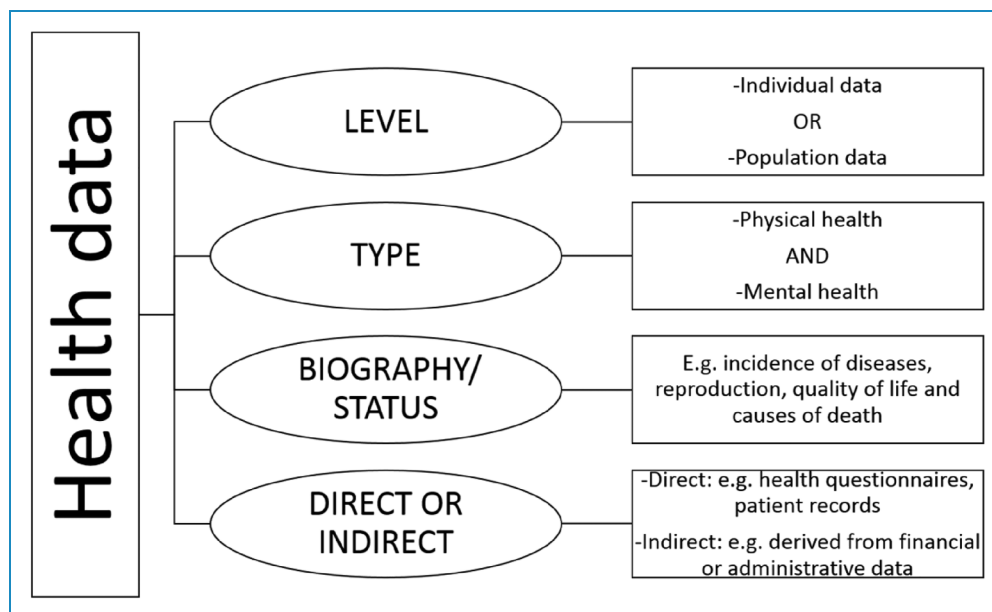 Health data
LEVEL
-Individual data
OR
-Population data
TYPE
-Physical health
AND
-Mental health
BIOGRAPHY/
STATUS
E.g. incidence of diseases,
reproduction, quality of life and
causes of death
DIRECT OR
INDIRECT
-Direct: e.g. health questionnaires,
patient records
-Indirect: e.g. derived from financial
or administrative data